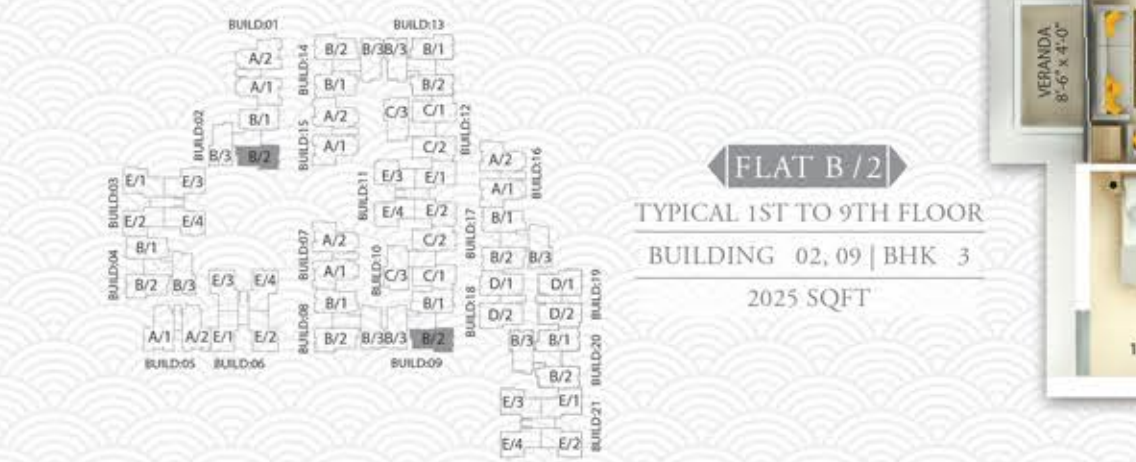 BUILD:01
A/2
A/1
B/1
BUILD:02
B/3
B/2
BUILD:03
E/1
E/3
E/2
E/4
BUILD:04
B/1
B/2
B/3
A/1
A/2
BUILD:05
E/3
E/4
E/1
E/2
BUILD:06
BUILD:13
BUILD:14
B/2
B/3
B/3
B/1
B/1
B/2
BUILD:15
A/2
A/1
C/3
C/1
C/2
BUILD:12
BUILD:11
E/3
E/1
E/4
E/2
BUILD:07
A/2
A/1
BUILD:10
C/2
C/3
C/1
BUILD:08
B/1
B/2
B/3
B/3
B/1
B/2
BUILD:09
A/2
A/1
BUILD:16
BUILD:17
B/1
B/2
B/3
BUILD:18
D/1
D/2
D/1
D/2
BUILD:19
B/3
B/1
B/2
BUILD:20
E/3
E/1
E/4
E/2
BUILD:21
FLAT B/2
TYPICAL 1ST TO 9TH FLOOR
BUILDING 02, 09 | BHK 3
2025 SQFT
VERANDA
8'-6" x 4'-0"